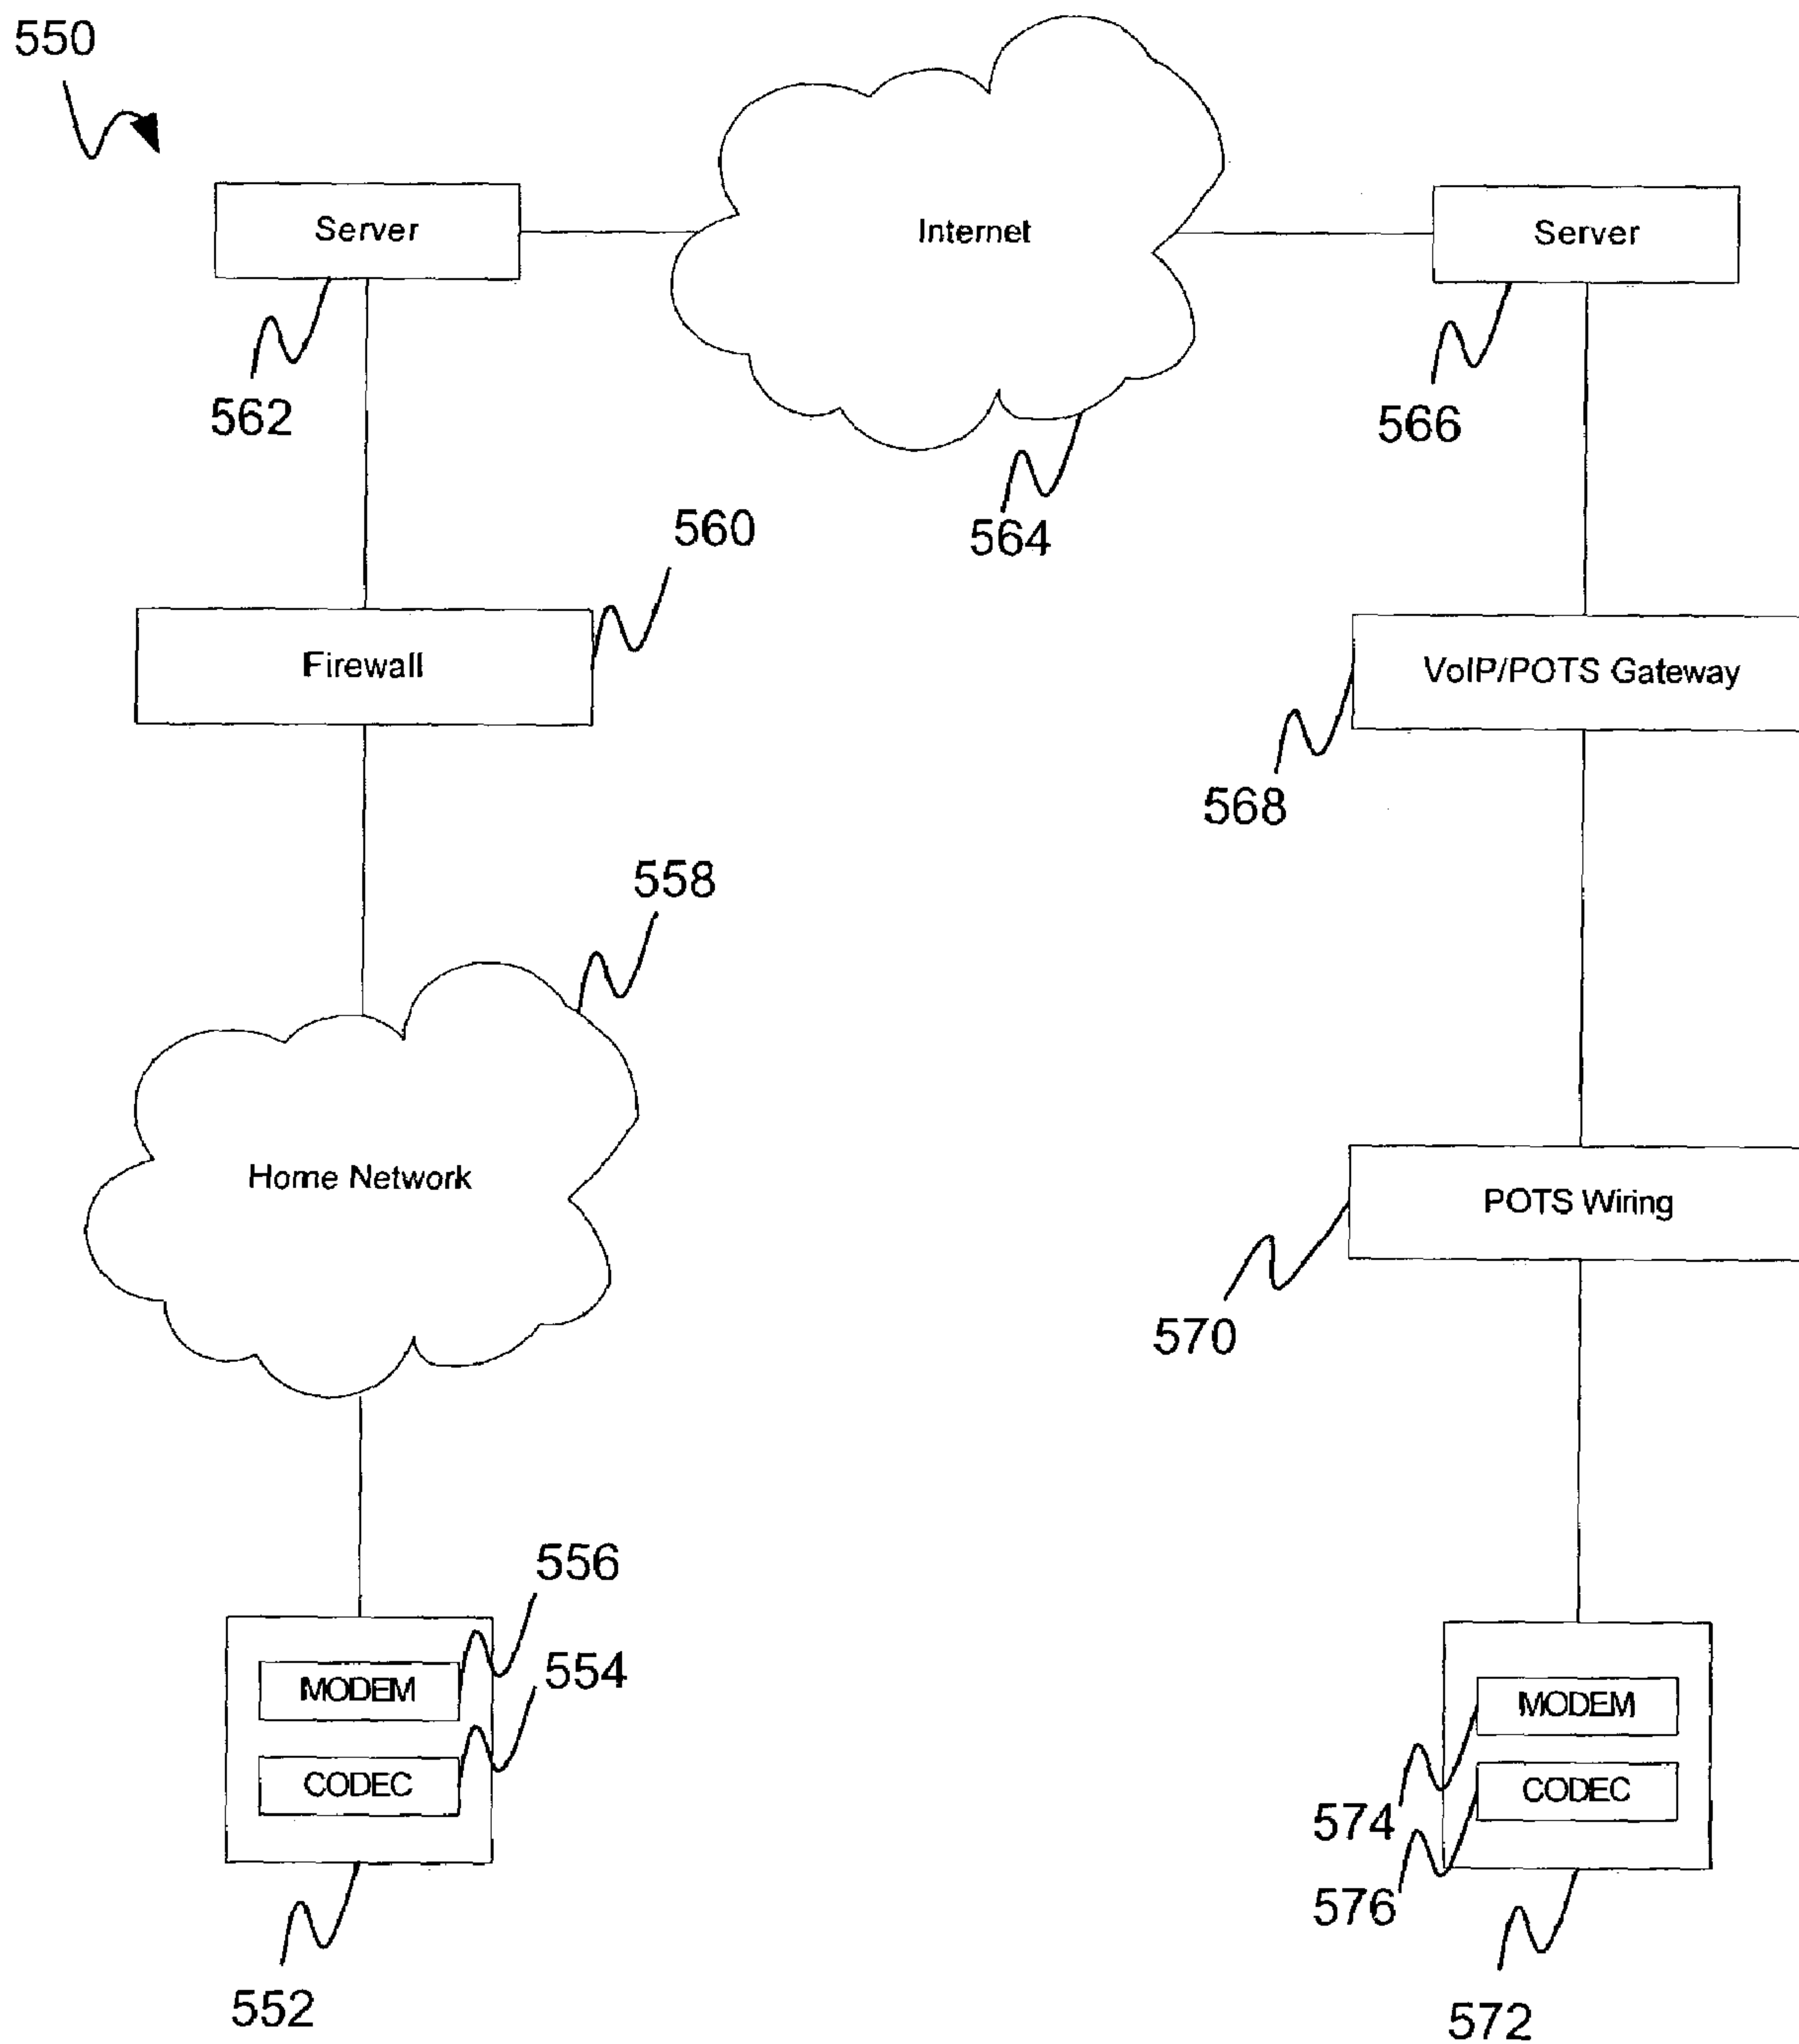 550
Server
Internet
Server
562
566
564
560
Firewall
VoIP/POTS Gateway
568
558
Home Network
POTS Wiring
570
556
554
MODEM
CODEC
MODEM
CODEC
574
576
552
572